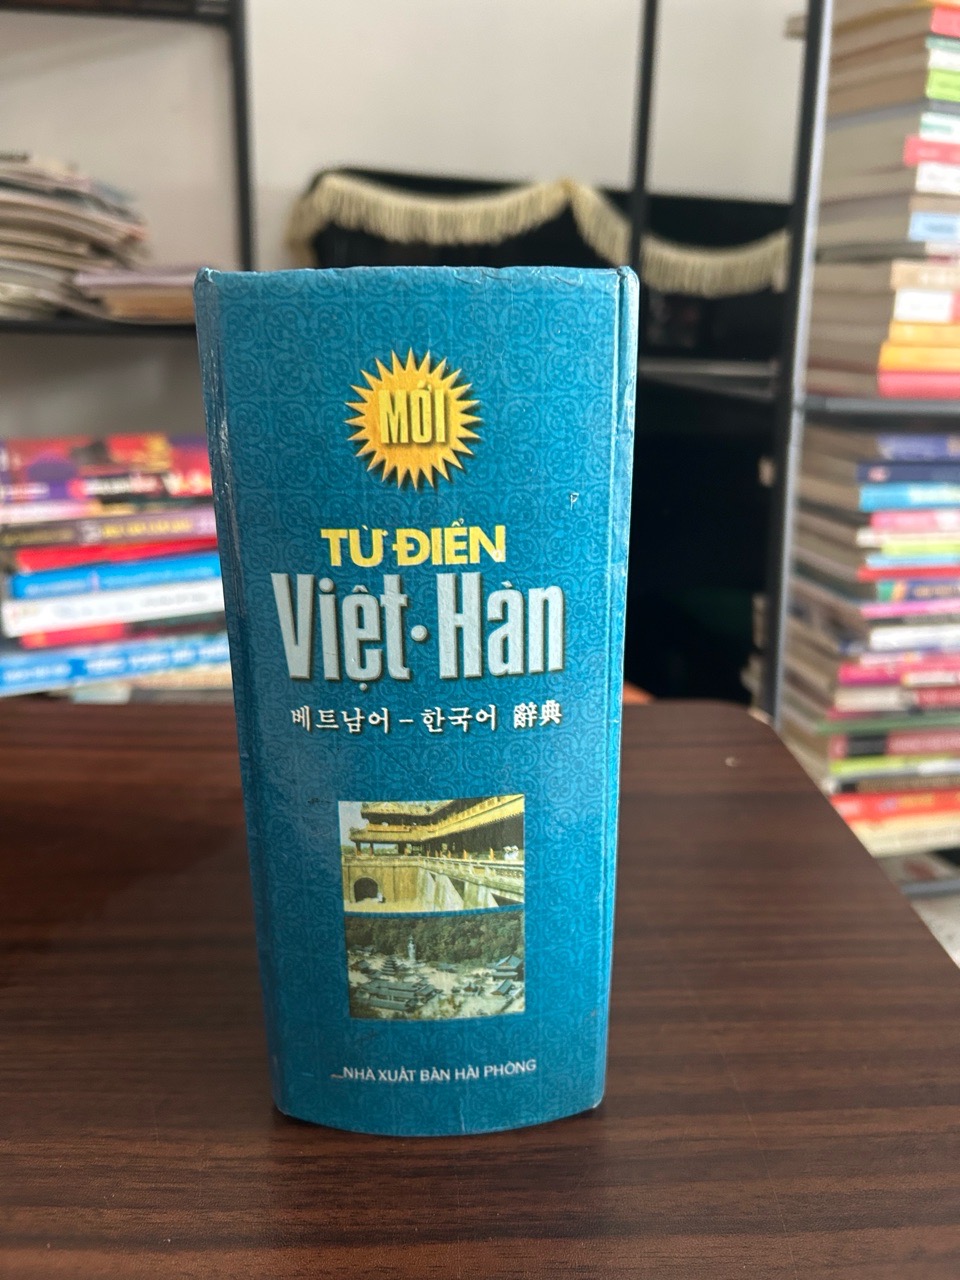 MỚI
TỪ ĐIỂN
Việt·Hàn
베트남어 – 한국어 辭典
NHÀ XUẤT BẢN HẢI PHÒNG